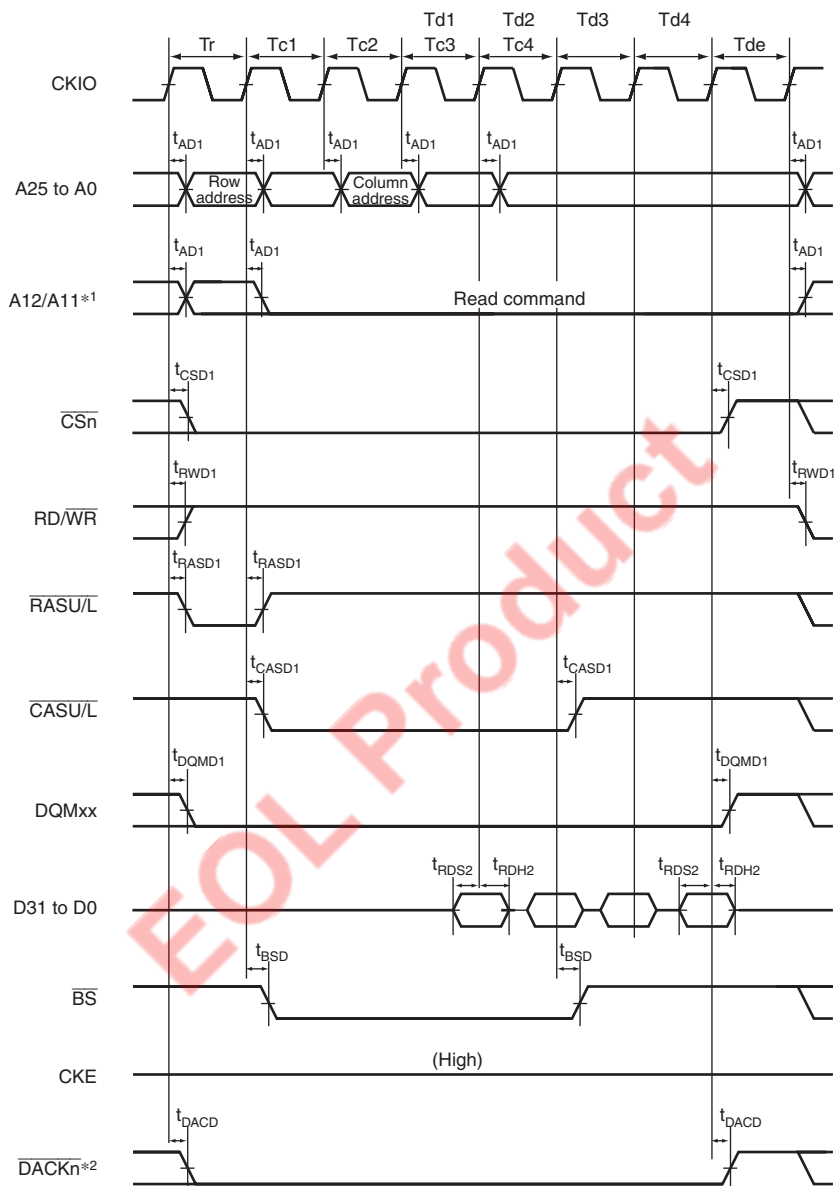 Td1 Td2 Td3 Td4
Tr Tc1 Tc2 Tc3 Tc4 Tde
CKIO
tAD1 tAD1 tAD1 tAD1 tAD1 tAD1
A25 to A0
Row address
Column address
tAD1 tAD1 tAD1
A12/A11*1
Read command
tCSD1 tCSD1
CSn
tRWD1 tRWD1
RD/WR
tRASD1 tRASD1
RASU/L
tCASD1 tCASD1
CASU/L
tDQMD1 tDQMD1
DQMxx
tRDS2 tRDH2 tRDS2 tRDH2
D31 to D0
tBSD tBSD
BS
(High)
CKE
tDACD tDACD
DACKn*2
EOL Product